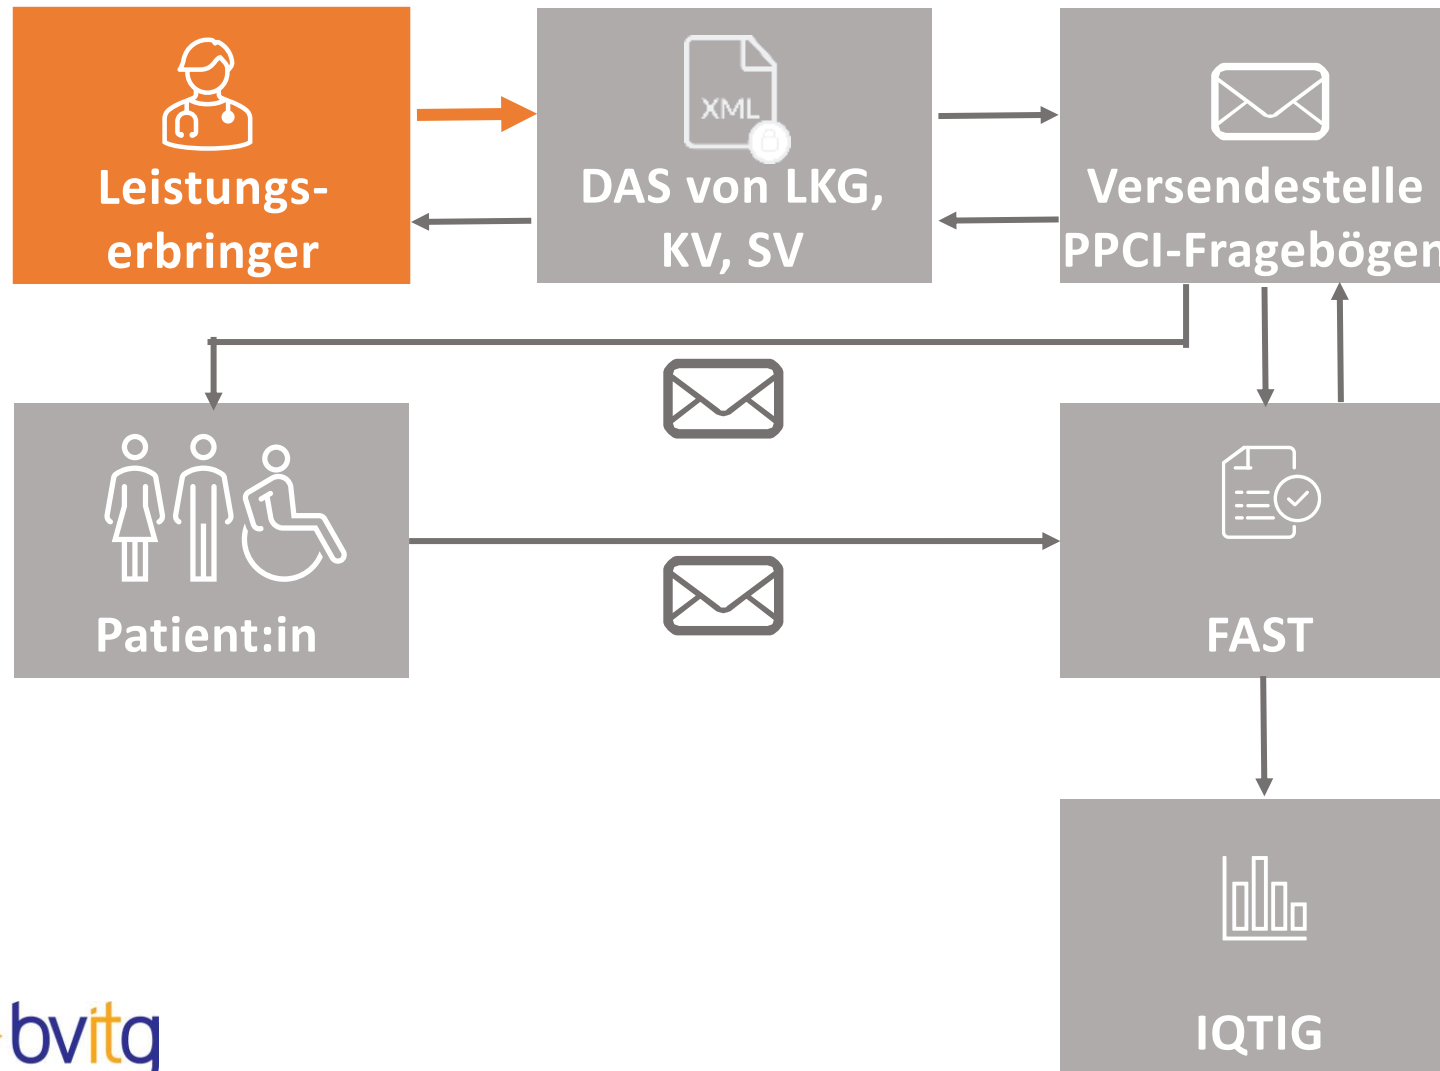 Leistungs-
erbringer
XML
DAS von LKG,
KV, SV
Versendestelle
PPCI-Fragebögen
Patient:in
FAST
IQTIG
bvitg